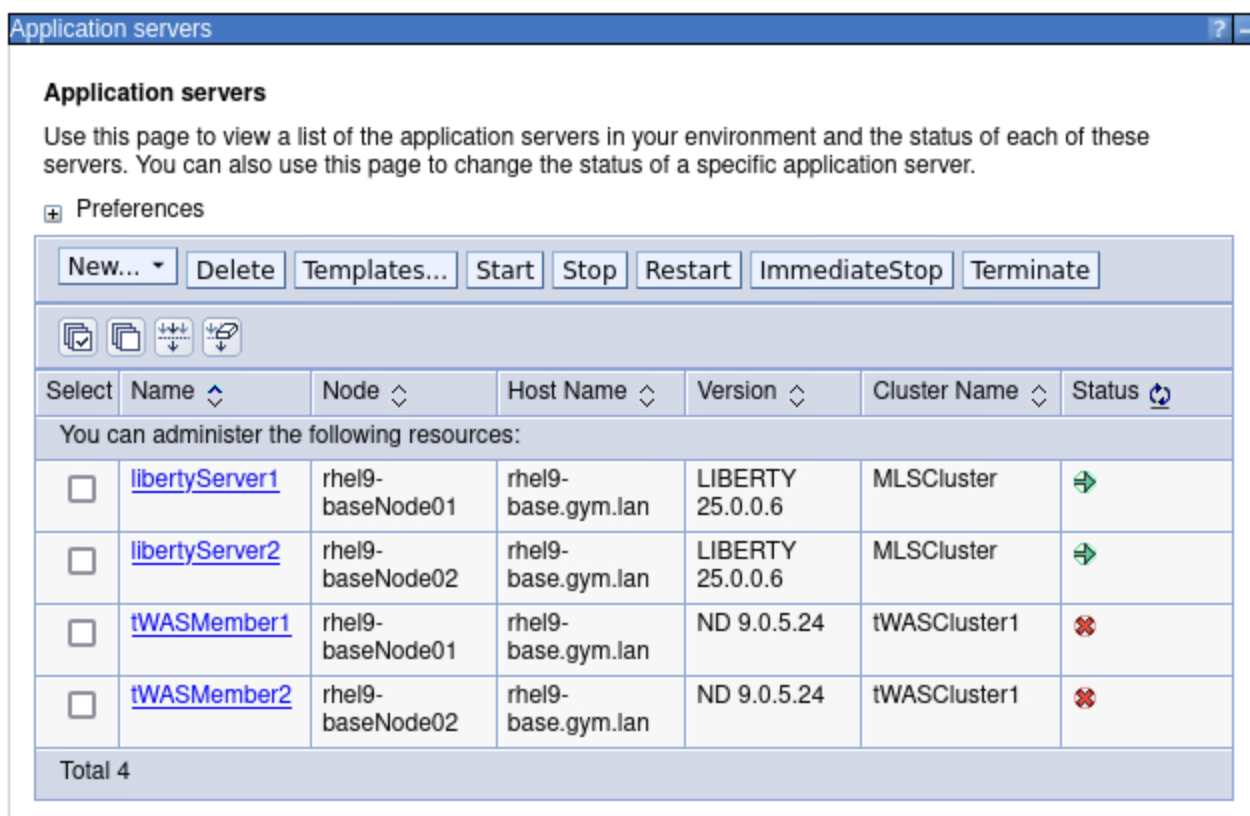 Application servers ?
Application servers
Use this page to view a list of the application servers in your environment and the status of each of these
servers. You can also use this page to change the status of a specific application server.
Preferences
New... Delete Templates... Start Stop Restart ImmediateStop Terminate
Select Name Node Host Name Version Cluster Name Status
You can administer the following resources:
libertyServer1 rhel9- rhel9- LIBERTY MLSCluster
baseNode01 base.gym.lan 25.0.0.6
libertyServer2 rhel9- rhel9- LIBERTY MLSCluster
baseNode02 base.gym.lan 25.0.0.6
tWASMember1 rhel9- rhel9- ND 9.0.5.24 tWASCluster1
baseNode01 base.gym.lan
tWASMember2 rhel9- rhel9- ND 9.0.5.24 tWASCluster1
baseNode02 base.gym.lan
Total 4